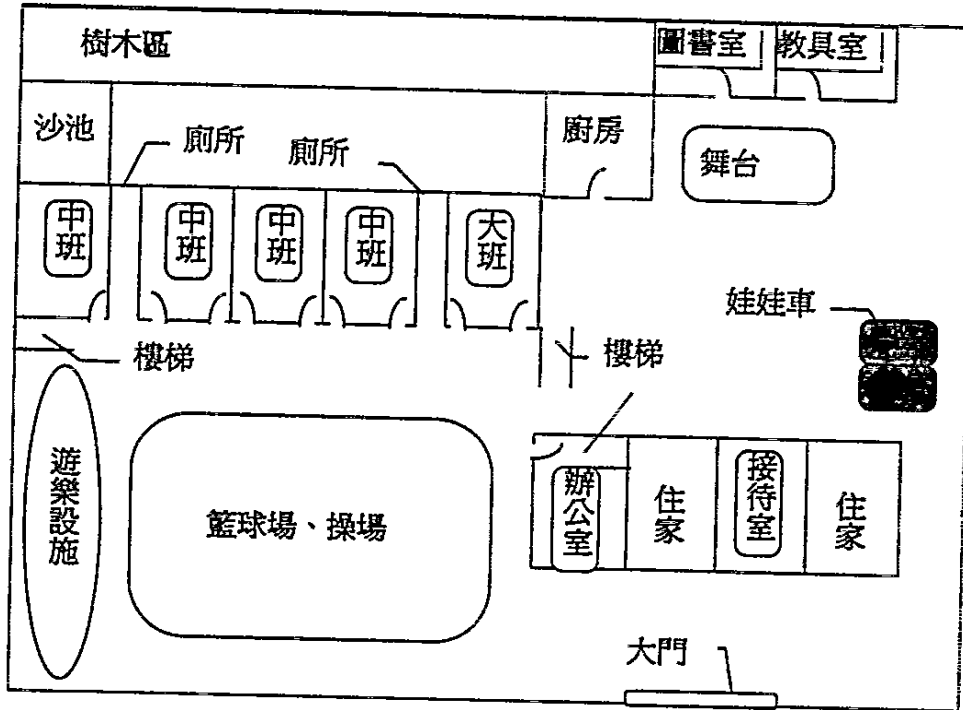 樹木區
圖書室
教具室
沙池
廁所
廁所
廚房
舞台
中班
中班
中班
中班
大班
娃娃車
樓梯
樓梯
遊樂設施
籃球場、操場
辦公室
住家
接待室
住家
大門